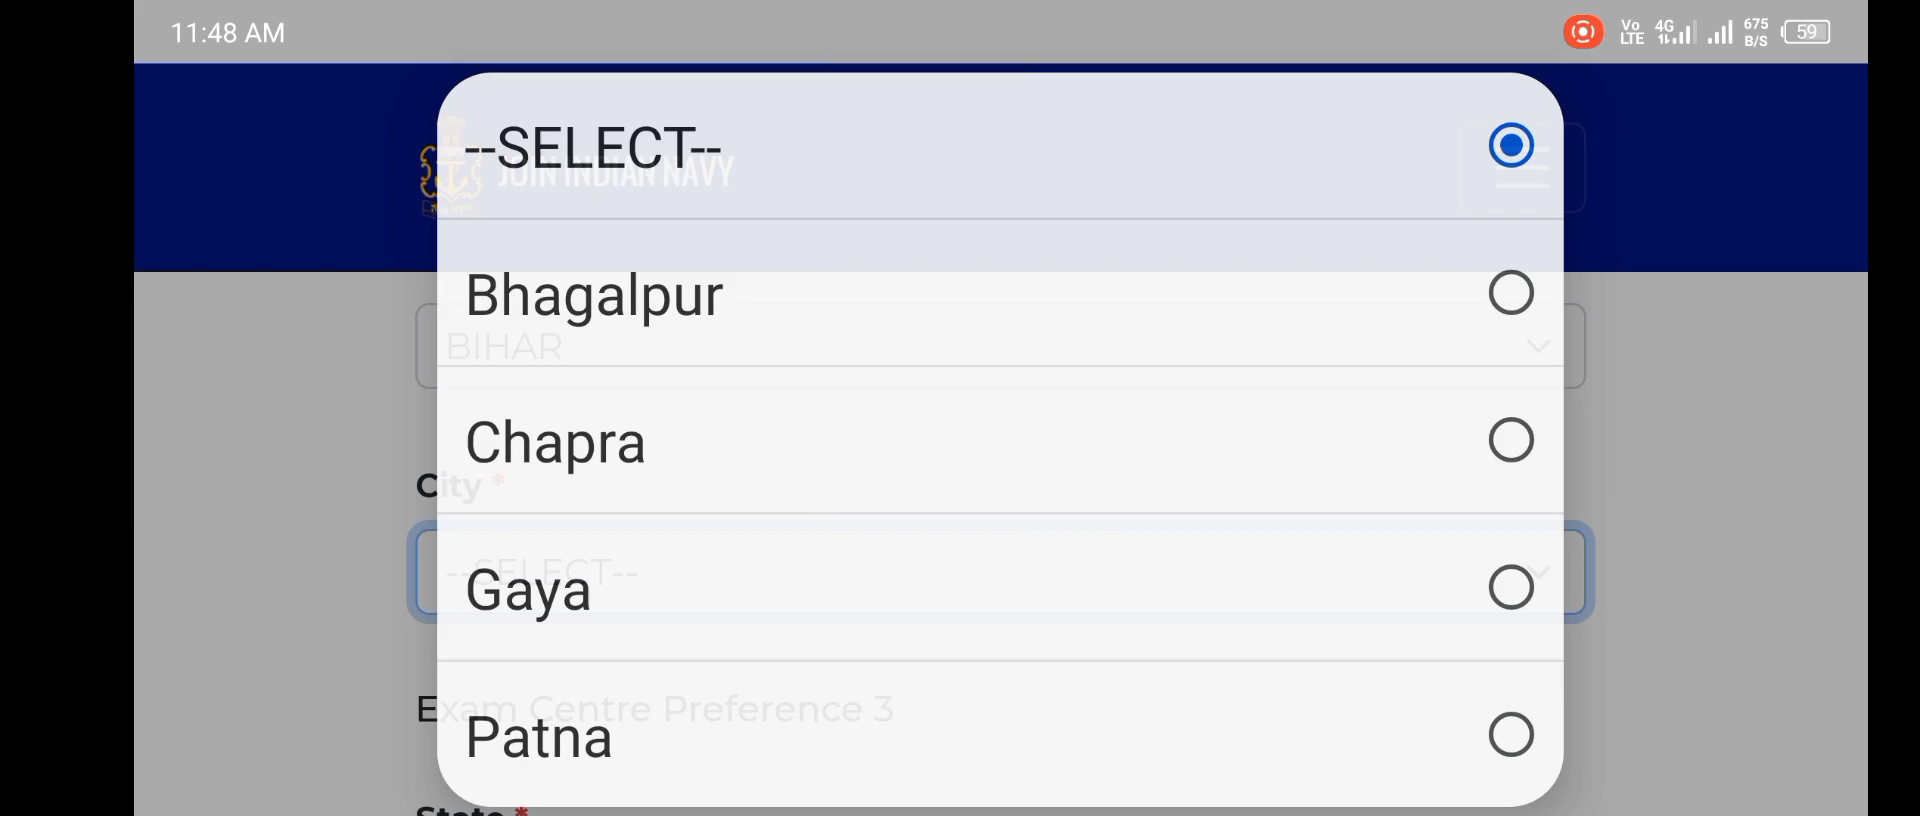 11:48 AM
Vo LTE 4G 675 B/S 59
--SELECT--
JOIN INDIAN NAVY
Bhagalpur
BIHAR
Chapra
City *
--SELECT--
Gaya
Exam Centre Preference 3
Patna
State *